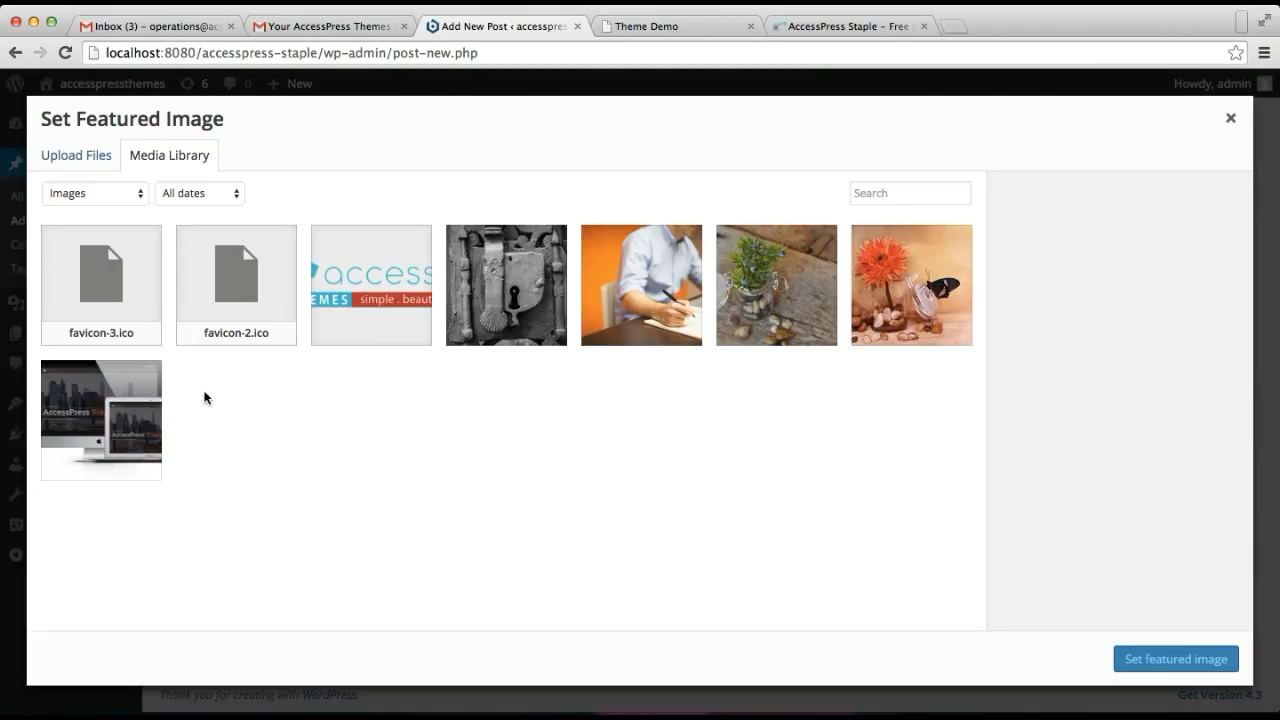 Inbox (3) – operations@ac
Your AccessPress Themes
Add New Post ‹ accesspres
Theme Demo
AccessPress Staple – Free
localhost:8080/accesspress-staple/wp-admin/post-new.php
accesspressthemes
6
0
New
Howdy, admin
Set Featured Image
Upload Files
Media Library
Images
All dates
Search
favicon-3.ico
favicon-2.ico
access
EMES simple . beaut
AccessPress
AccessPress
All
Ad
Thank you for creating with WordPress.
Set featured image
Get Version 4.3